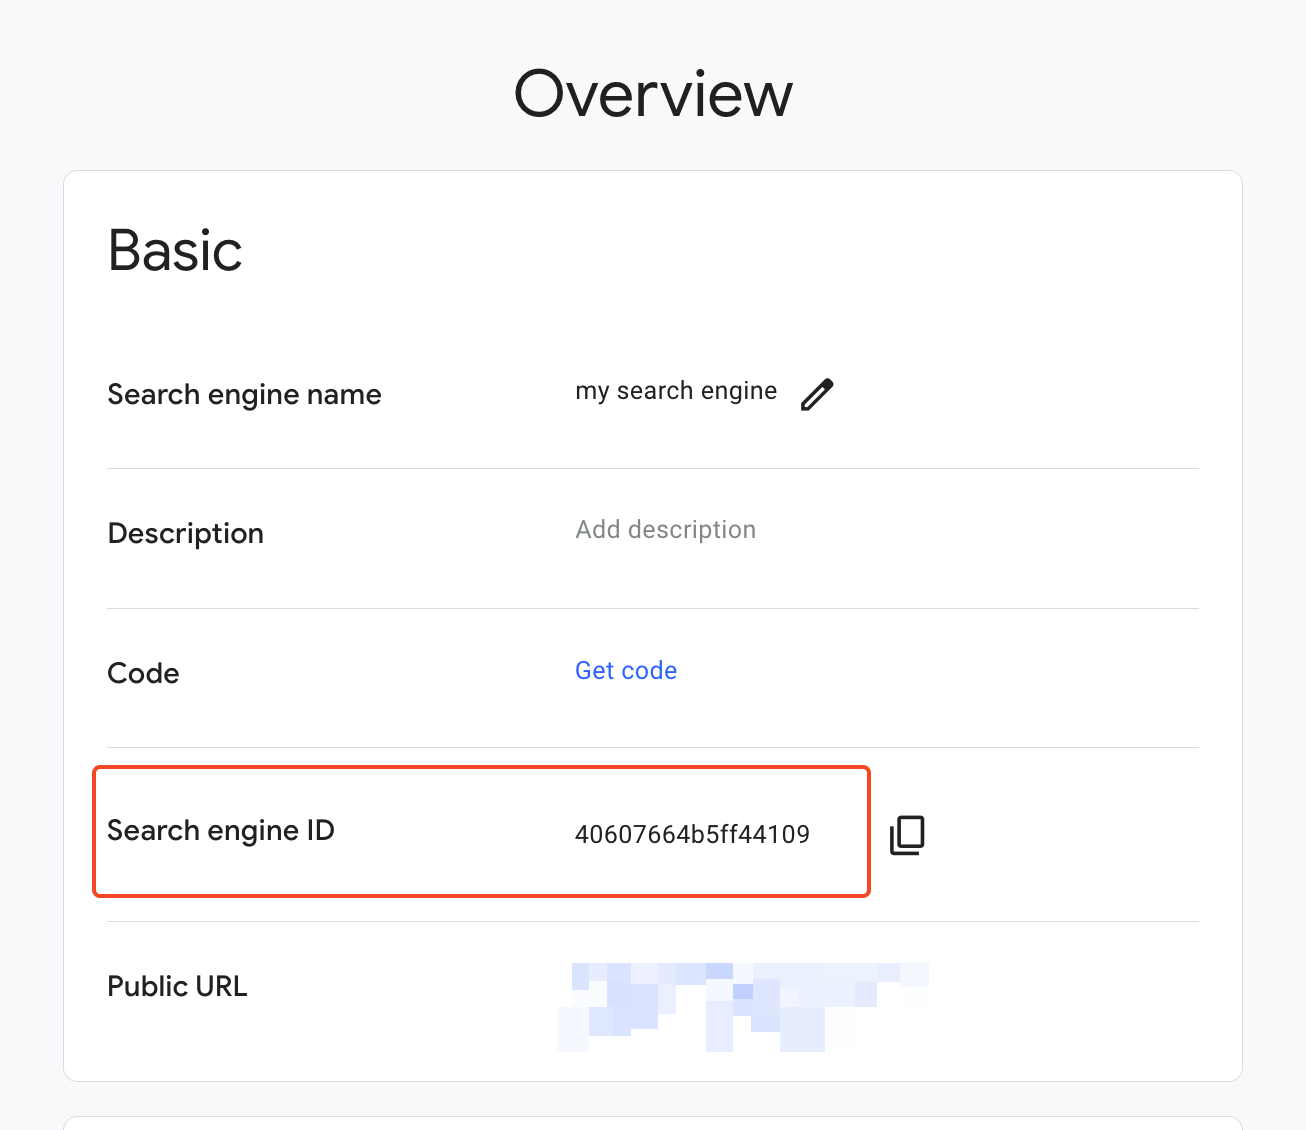 Overview
Basic
Search engine name my search engine
Description Add description
Code Get code
Search engine ID 40607664b5ff44109
Public URL